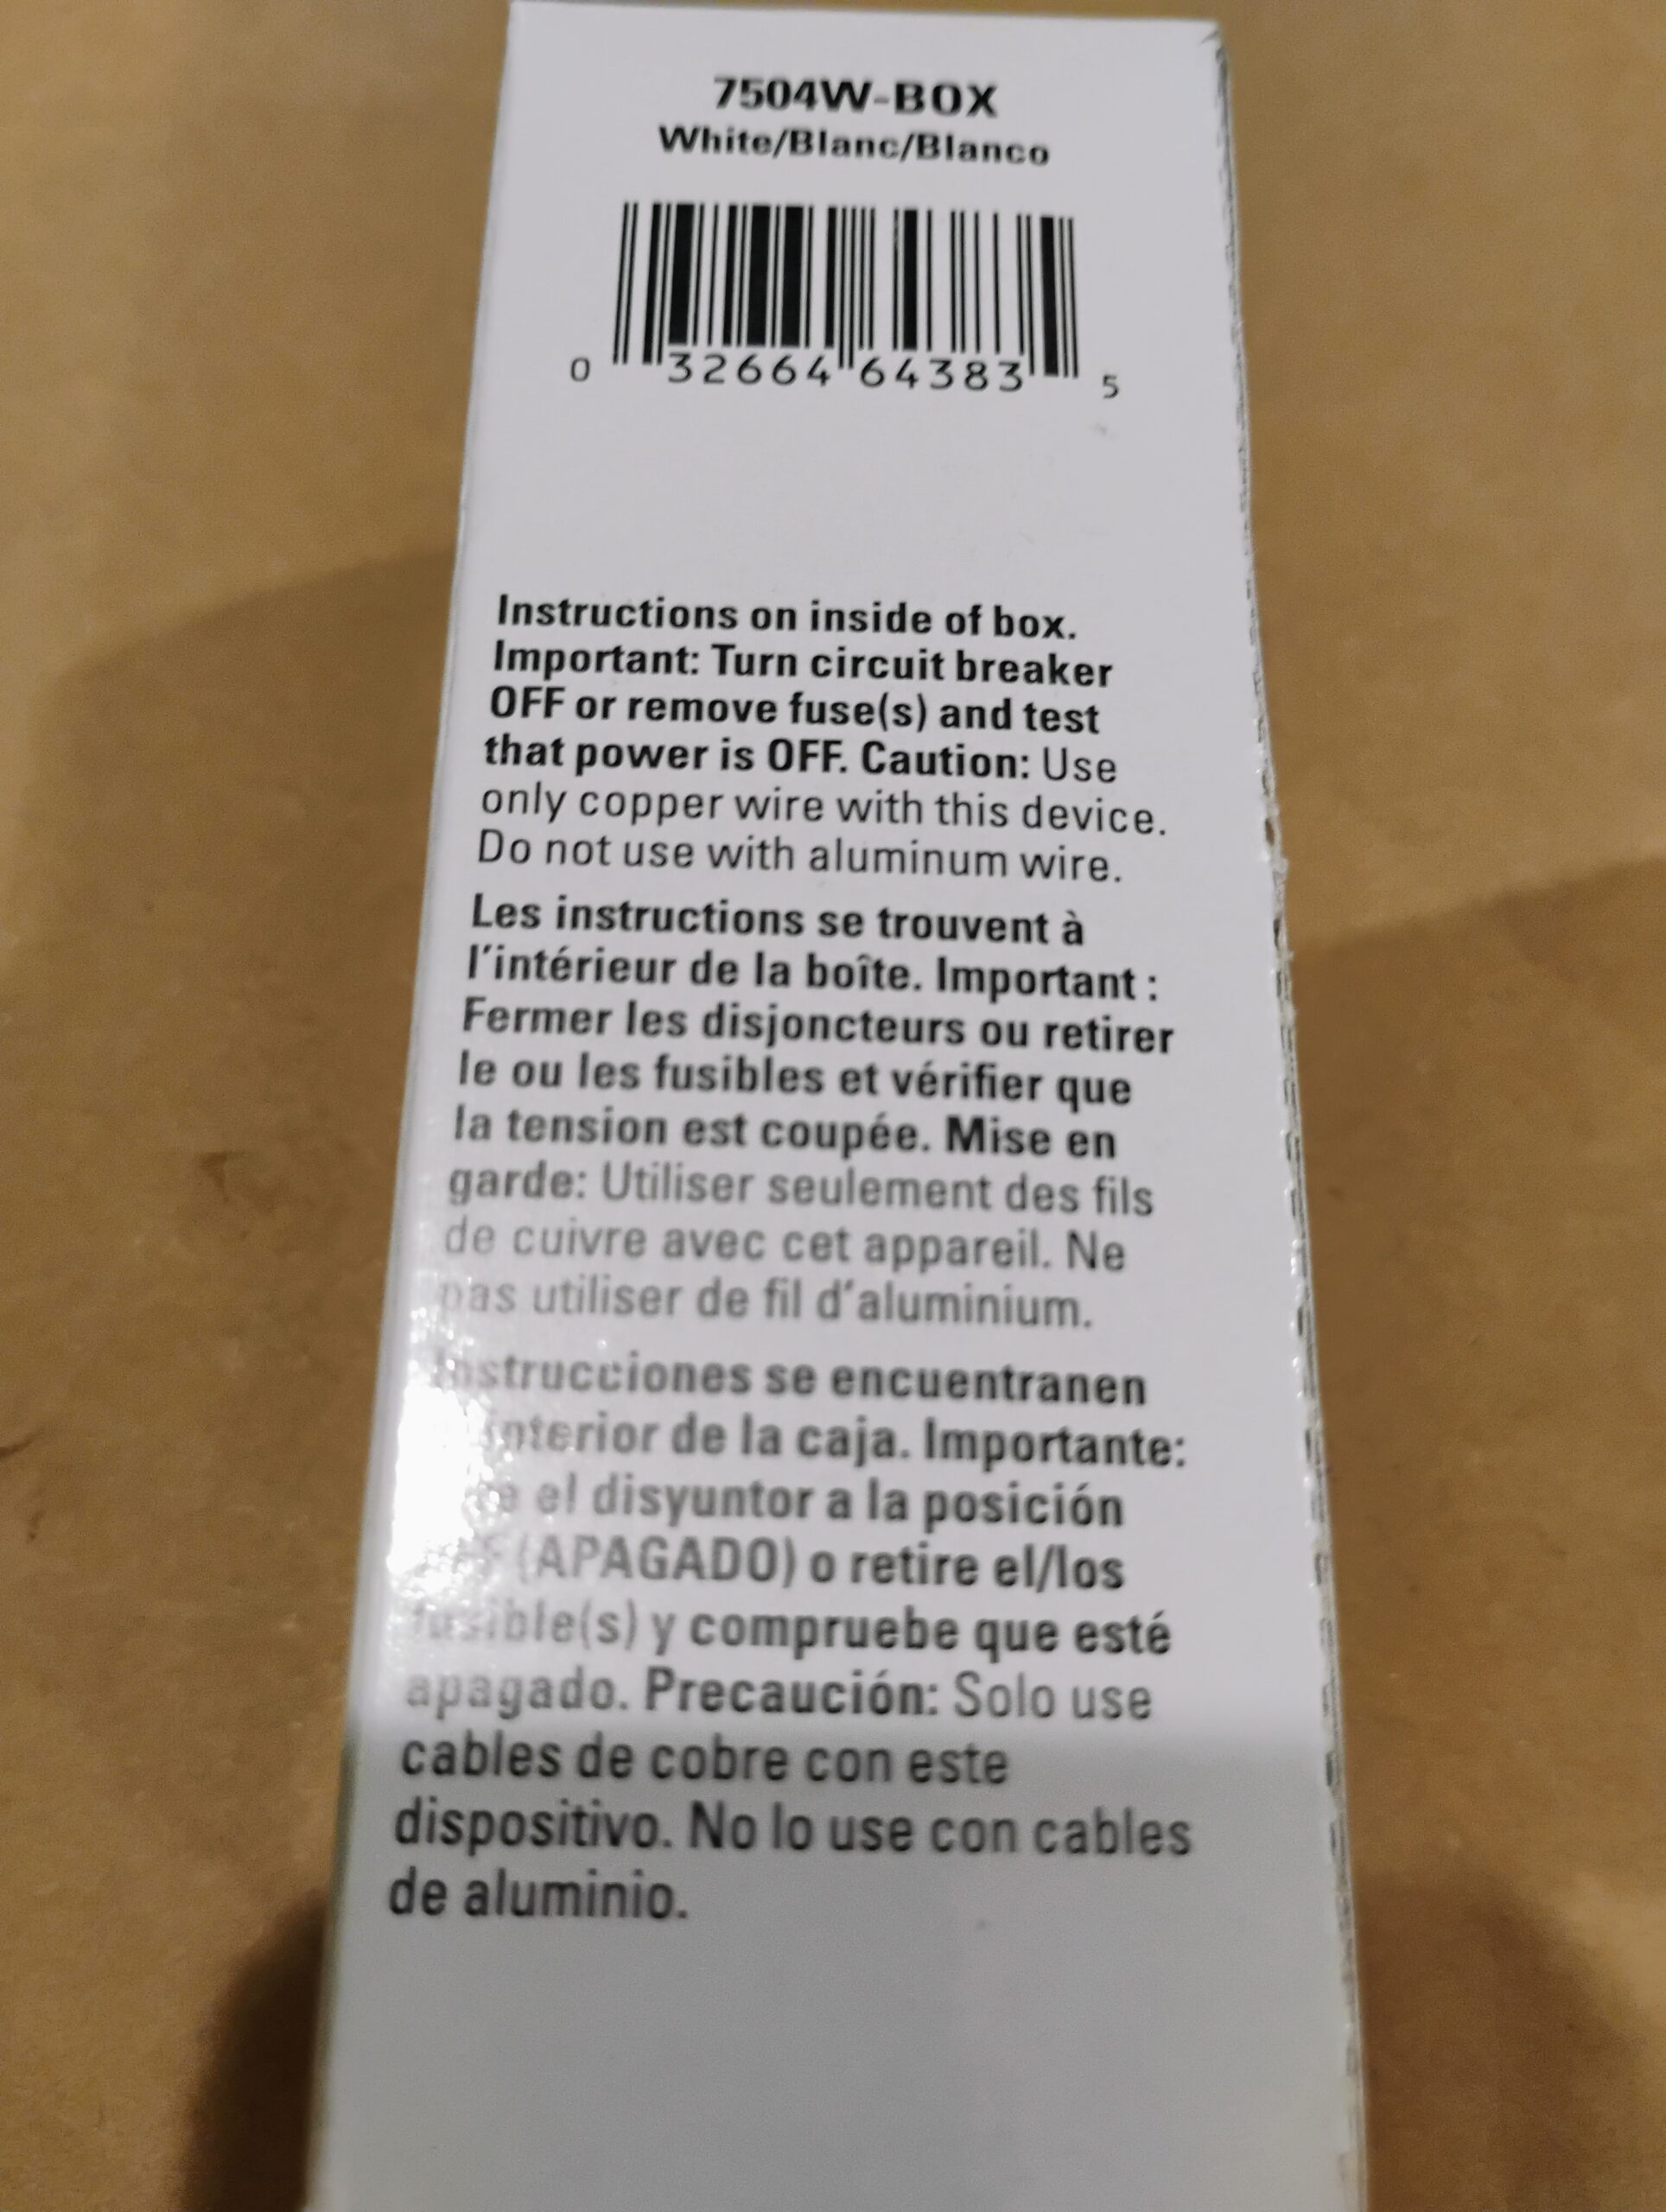 7504W-BOX
White/Blanc/Blanco
0 32664 64383 5
Instructions on inside of box.
Important: Turn circuit breaker
OFF or remove fuse(s) and test
that power is OFF. Caution: Use
only copper wire with this device.
Do not use with aluminum wire.
Les instructions se trouvent à
l'intérieur de la boîte. Important :
Fermer les disjoncteurs ou retirer
le ou les fusibles et vérifier que
la tension est coupée. Mise en
garde: Utiliser seulement des fils
de cuivre avec cet appareil. Ne
pas utiliser de fil d'aluminium.
Instrucciones se encuentranen
interior de la caja. Importante:
el disyuntor a la posición
(APAGADO) o retire el/los
fusible(s) y compruebe que esté
apagado. Precaución: Solo use
cables de cobre con este
dispositivo. No lo use con cables
de aluminio.